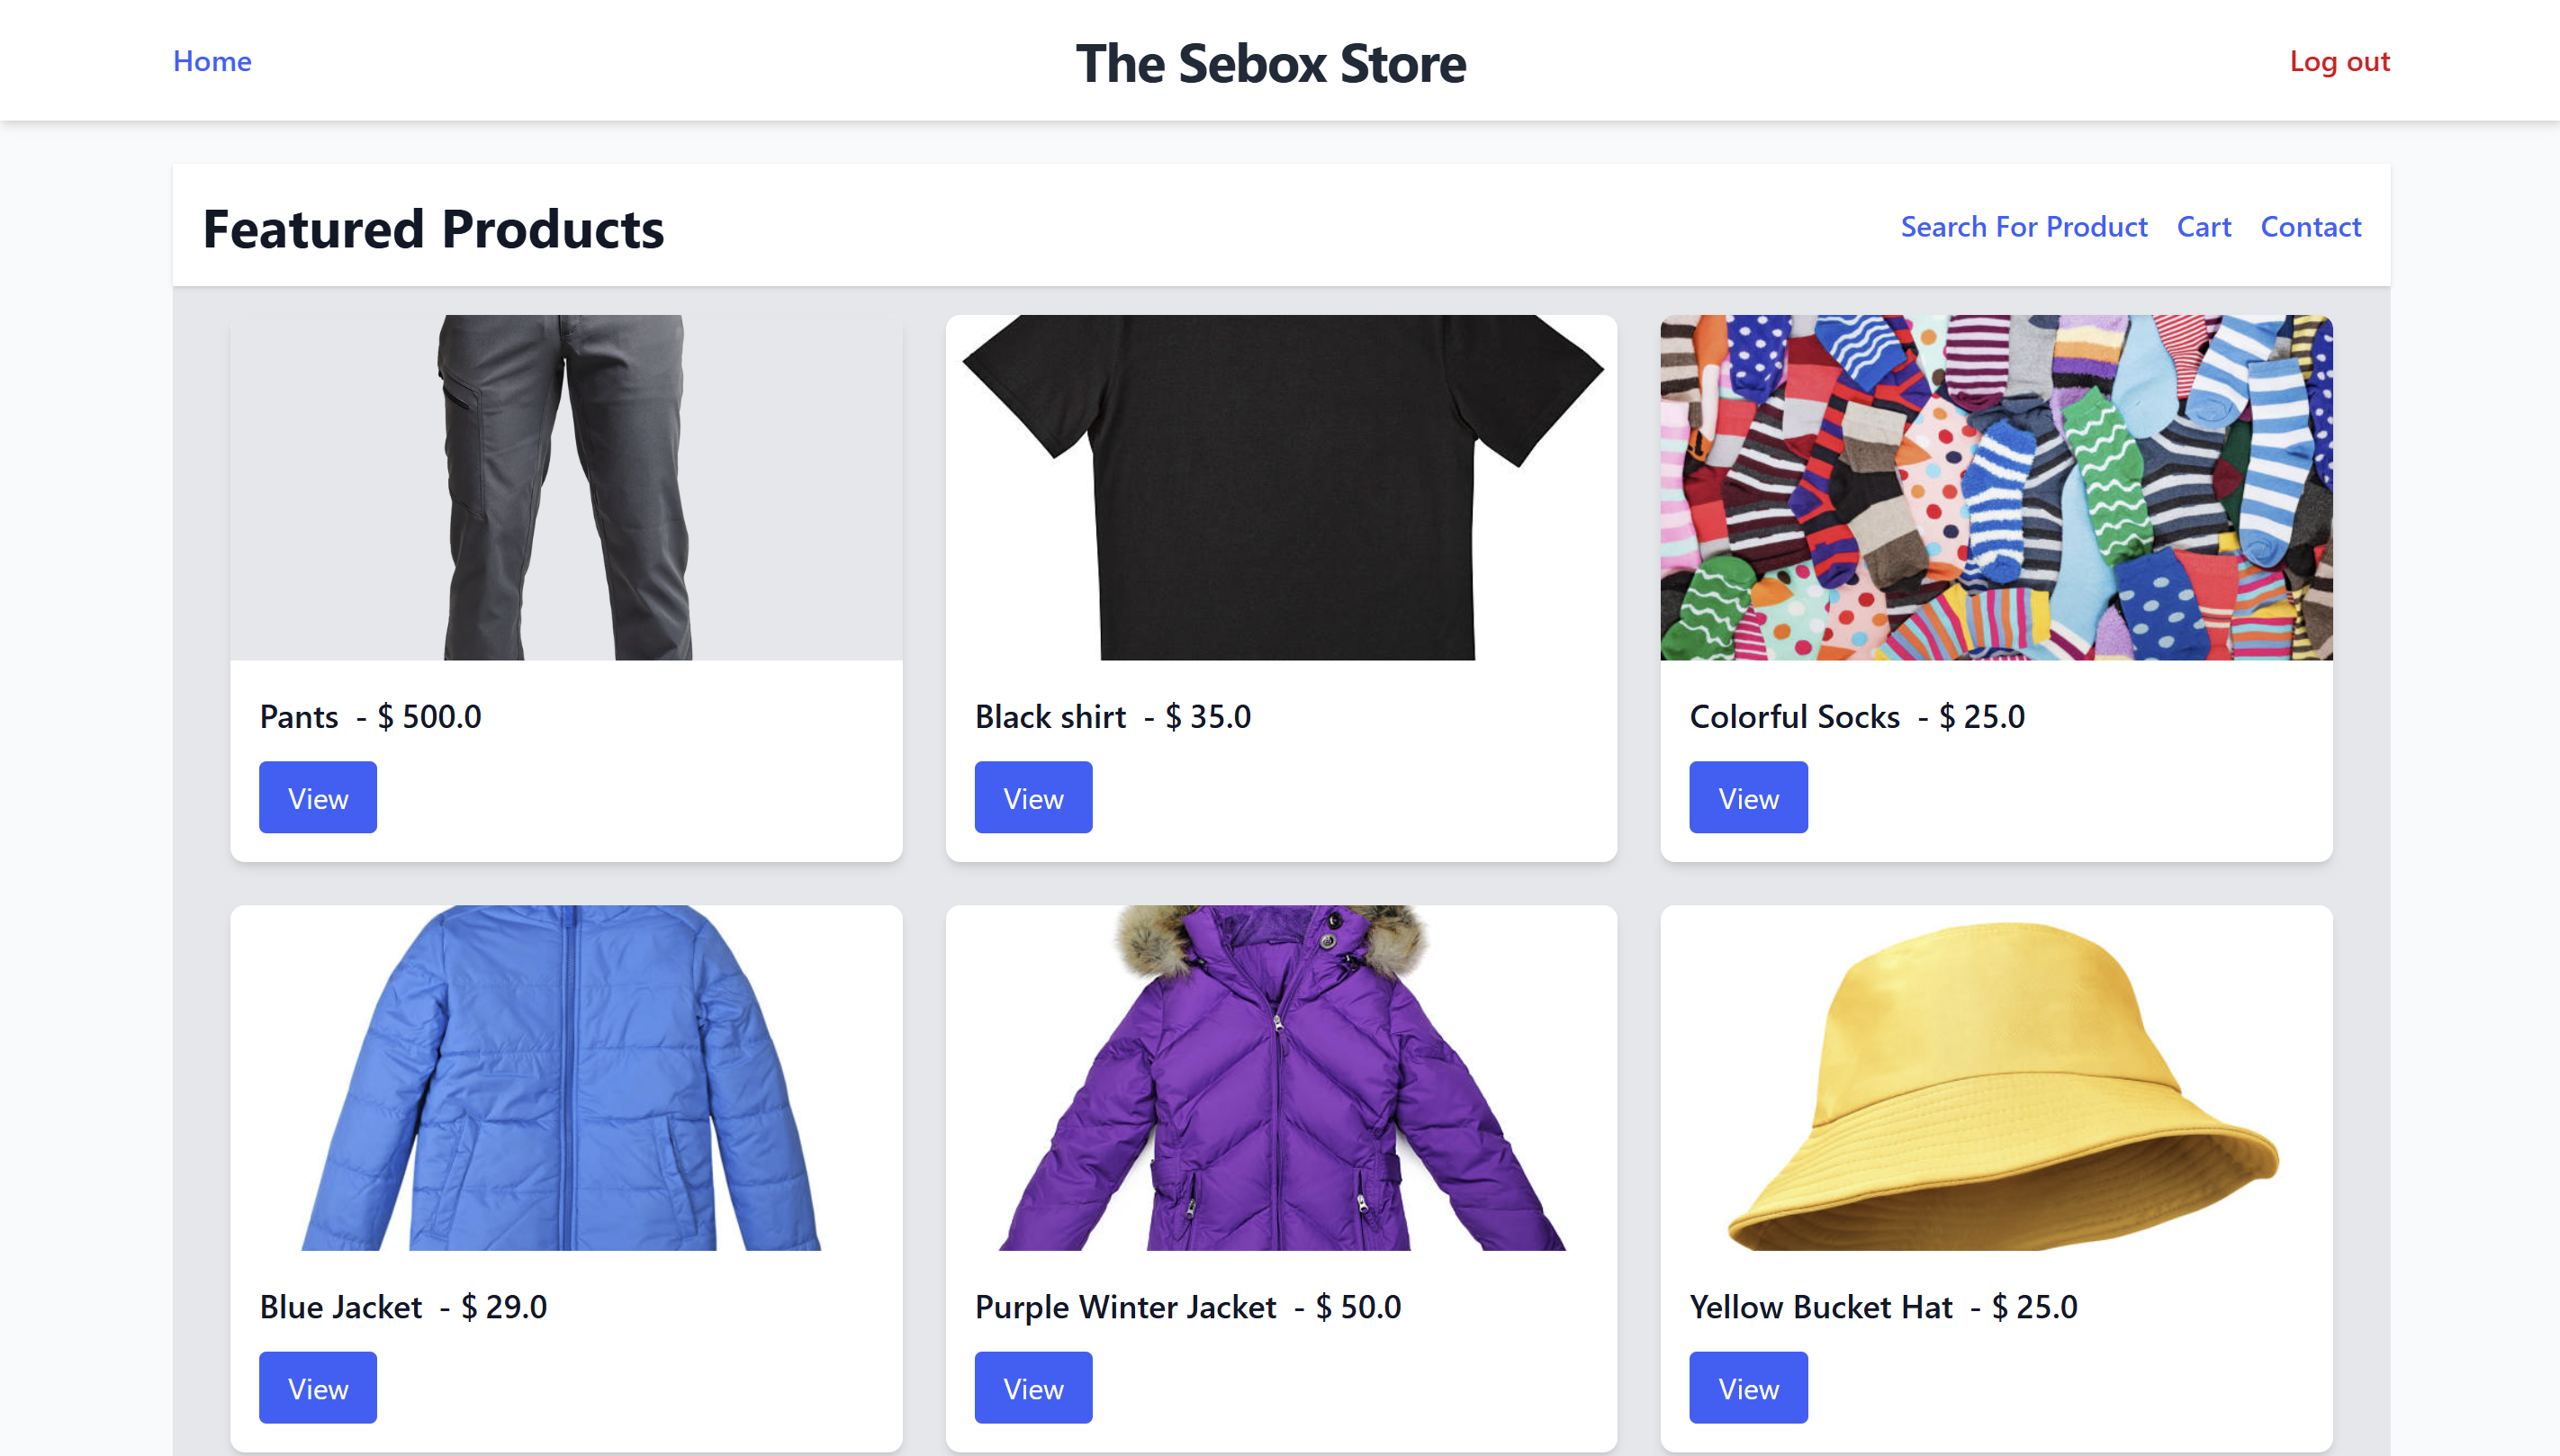 Home
The Sebox Store
Log out
Featured Products
Search For Product
Cart
Contact
Pants - $ 500.0
View
Black shirt - $ 35.0
View
Colorful Socks - $ 25.0
View
Blue Jacket - $ 29.0
View
Purple Winter Jacket - $ 50.0
View
Yellow Bucket Hat - $ 25.0
View